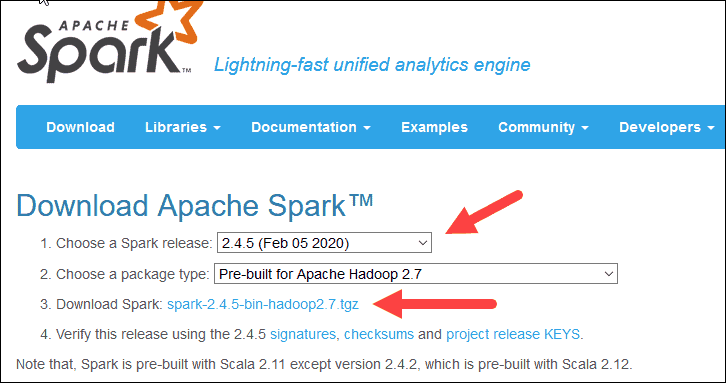 APACHE
Spark™
Lightning-fast unified analytics engine
Download Libraries Documentation Examples Community Developers
Download Apache Spark™
1. Choose a Spark release: 2.4.5 (Feb 05 2020)
2. Choose a package type: Pre-built for Apache Hadoop 2.7
3. Download Spark: spark-2.4.5-bin-hadoop2.7.tgz
4. Verify this release using the 2.4.5 signatures, checksums and project release KEYS.
Note that, Spark is pre-built with Scala 2.11 except version 2.4.2, which is pre-built with Scala 2.12.